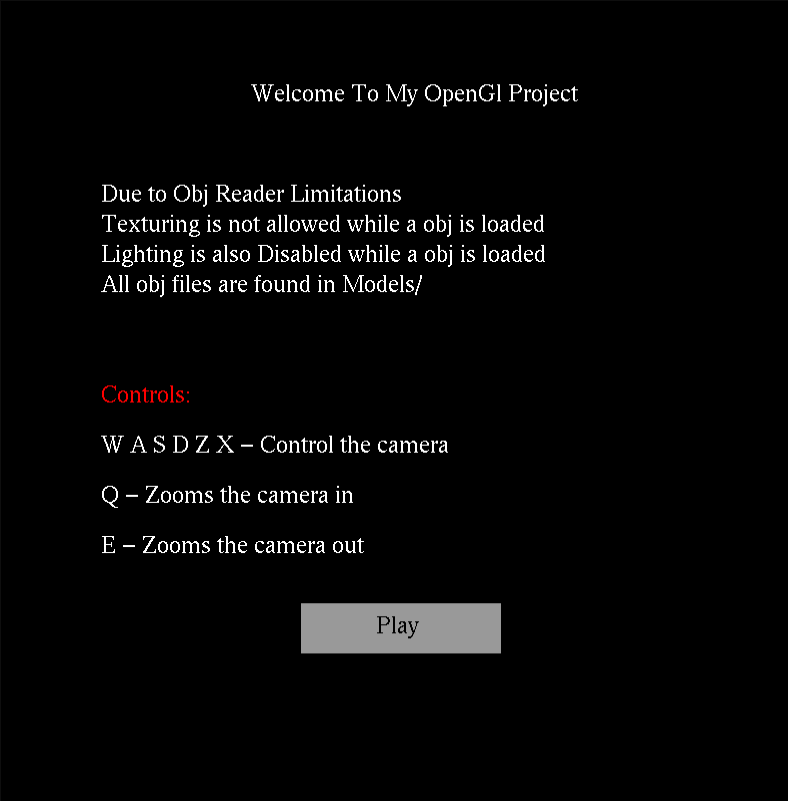 Welcome To My OpenGl Project
Due to Obj Reader Limitations
Texturing is not allowed while a obj is loaded
Lighting is also Disabled while a obj is loaded
All obj files are found in Models/
Controls:
W A S D Z X – Control the camera
Q – Zooms the camera in
E – Zooms the camera out
Play